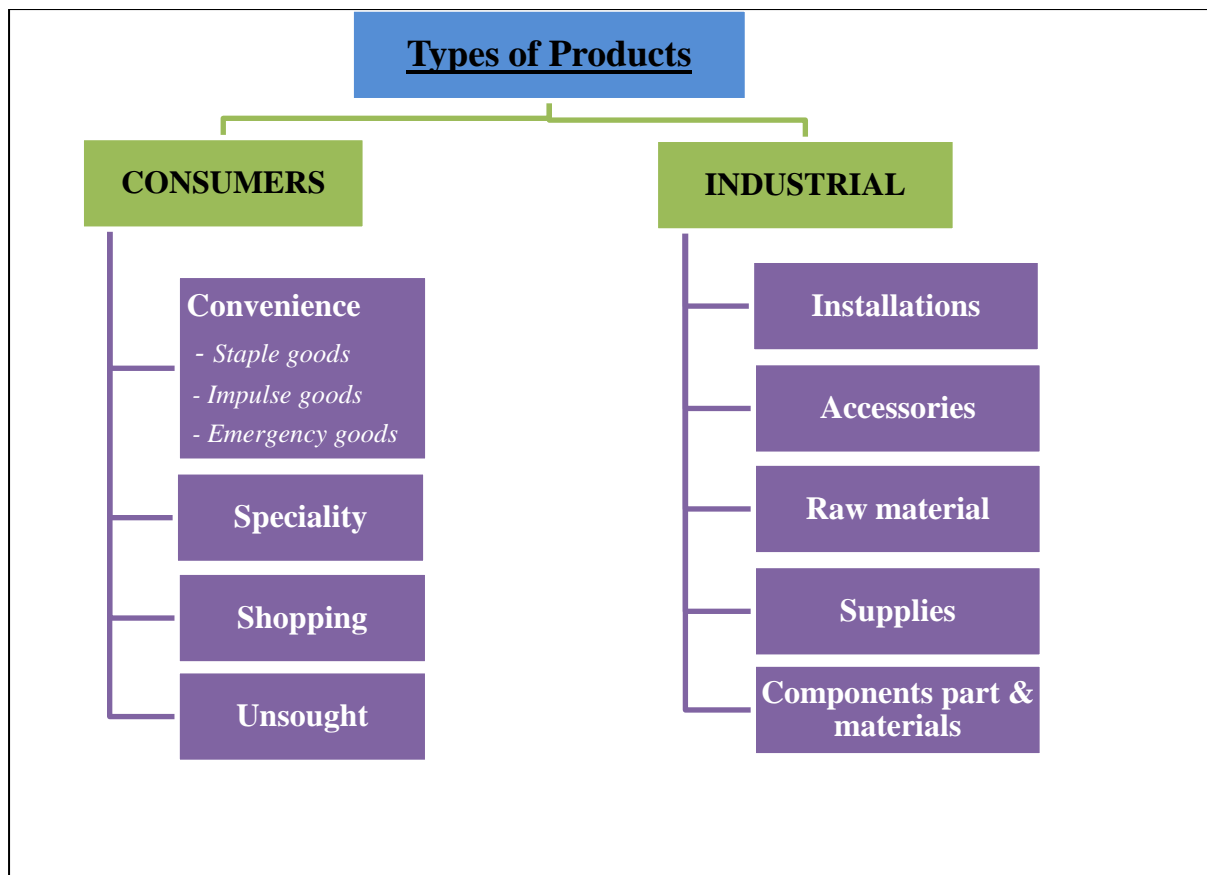 Types of Products
CONSUMERS
Convenience
- Staple goods
- Impulse goods
- Emergency goods
Speciality
Shopping
Unsought
INDUSTRIAL
Installations
Accessories
Raw material
Supplies
Components part &
materials